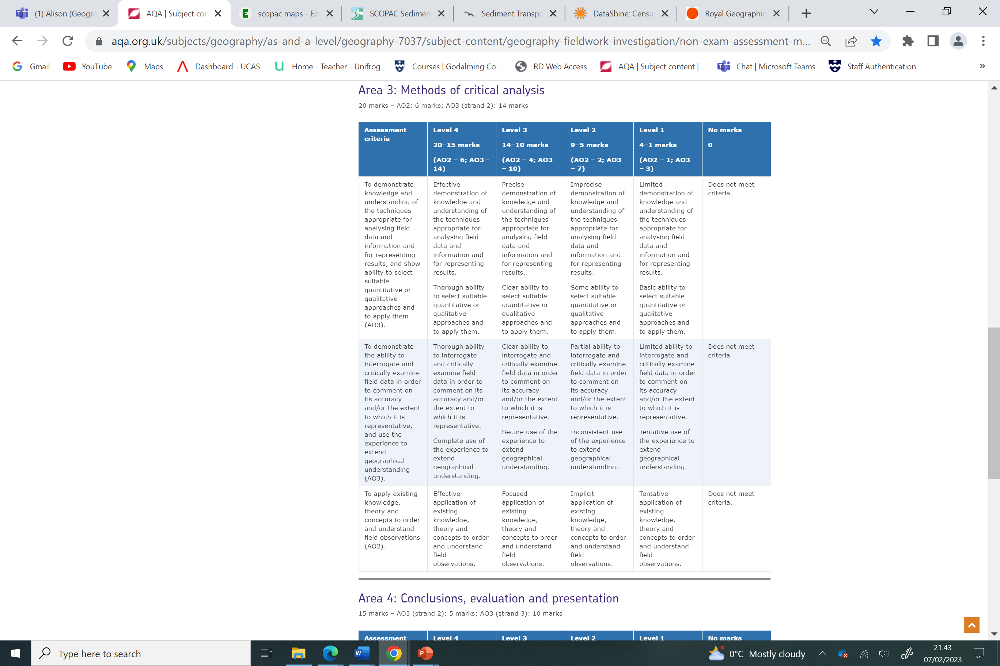 (1) Alison (Geogra
AQA | Subject con
scopac maps - Ec
SCOPAC Sedimen
Sediment Transpo
DataShine: Censu
Royal Geographic
aqa.org.uk/subjects/geography/as-and-a-level/geography-7037/subject-content/geography-fieldwork-investigation/non-exam-assessment-m...
Gmail
YouTube
Maps
Dashboard - UCAS
Home - Teacher - Unifrog
Courses | Godalming Co...
RD Web Access
AQA | Subject content |...
Chat | Microsoft Teams
Staff Authentication
»
Area 3: Methods of critical analysis
20 marks – AO2: 6 marks; AO3 (strand 2): 14 marks
Assessment
criteria
Level 4
20–15 marks
(AO2 – 6; AO3 -
14)
Level 3
14–10 marks
(AO2 – 4; AO3
– 10)
Level 2
9–5 marks
(AO2 – 2; AO3
– 7)
Level 1
4–1 marks
(AO2 – 1; AO3
– 3)
No marks
0
To demonstrate
knowledge and
understanding of
the techniques
appropriate for
analysing field
data and
information and
for representing
results, and show
ability to select
suitable
quantitative or
qualitative
approaches and
to apply them
(AO3).
Effective
demonstration of
knowledge and
understanding of
the techniques
appropriate for
analysing field
data and
information and
for representing
results.
Thorough ability
to select suitable
quantitative or
qualitative
approaches and
to apply them.
Precise
demonstration of
knowledge and
understanding of
the techniques
appropriate for
analysing field
data and
information and
for representing
results.
Clear ability to
select suitable
quantitative or
qualitative
approaches and
to apply them.
Imprecise
demonstration of
knowledge and
understanding of
the techniques
appropriate for
analysing field
data and
information and
for representing
results.
Some ability to
select suitable
quantitative or
qualitative
approaches and
to apply them.
Limited
demonstration of
knowledge and
understanding of
the techniques
appropriate for
analysing field
data and
information and
for representing
results.
Basic ability to
select suitable
quantitative or
qualitative
approaches and
to apply them.
Does not meet
criteria.
To demonstrate
the ability to
interrogate and
critically examine
field data in order
to comment on
its accuracy
and/or the extent
to which it is
representative,
and use the
experience to
extend
geographical
understanding
(AO3).
Thorough ability
to interrogate
and critically
examine field
data in order to
comment on its
accuracy and/or
the extent to
which it is
representative.
Complete use of
the experience to
extend
geographical
understanding.
Clear ability to
interrogate and
critically examine
field data in order
to comment on
its accuracy
and/or the extent
to which it is
representative.
Secure use of the
experience to
extend
geographical
understanding.
Partial ability to
interrogate and
critically examine
field data in order
to comment on
its accuracy
and/or the extent
to which it is
representative.
Inconsistent use
of the experience
to extend
geographical
understanding.
Limited ability to
interrogate and
critically examine
field data in order
to comment on
its accuracy
and/or the extent
to which it is
representative.
Tentative use of
the experience to
extend
geographical
understanding.
Does not meet
criteria
To apply existing
knowledge,
theory and
concepts to order
and understand
field observations
(AO2).
Effective
application of
existing
knowledge,
theory and
concepts to order
and understand
field
observations.
Focused
application of
existing
knowledge,
theory and
concepts to order
and understand
field
observations.
Implicit
application of
existing
knowledge,
theory and
concepts to order
and understand
field
observations.
Tentative
application of
existing
knowledge,
theory and
concepts to order
and understand
field
observations.
Does not meet
criteria.
Area 4: Conclusions, evaluation and presentation
15 marks – AO3 (strand 2): 5 marks; AO3 (strand 3): 10 marks
Assessment
Level 4
Level 3
Level 2
Level 1
No marks
Type here to search
0°C Mostly cloudy
21:43
07/02/2023